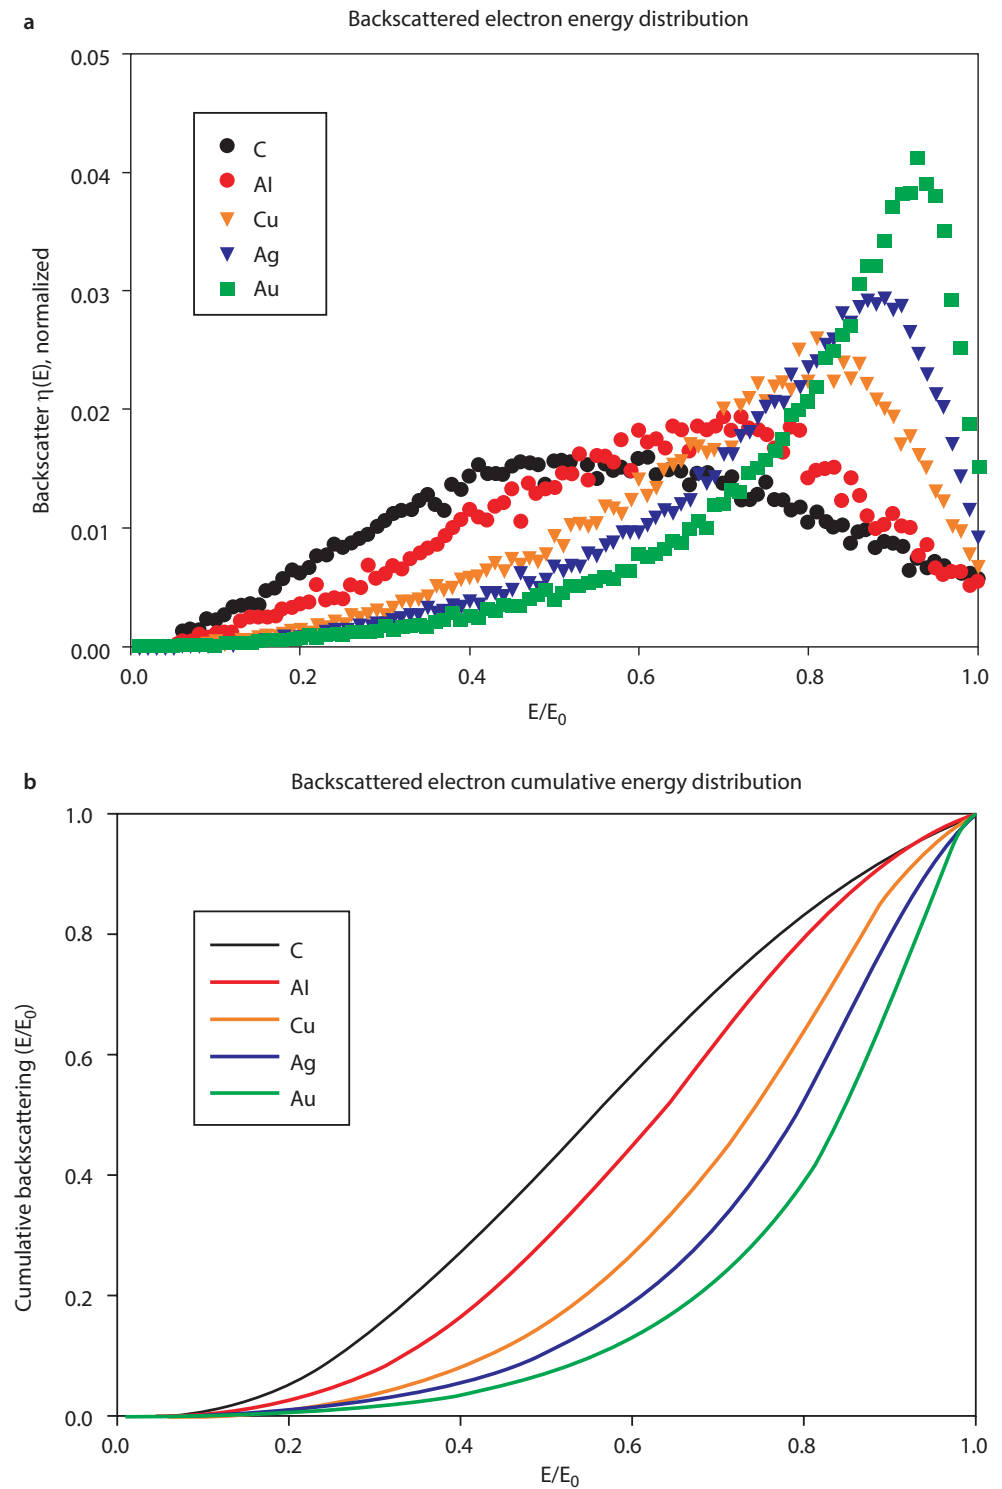 a
Backscattered electron energy distribution
0.05
0.04
0.03
0.02
0.01
0.00
Backscatter η(E), normalized
C
Al
Cu
Ag
Au
0.0 0.2 0.4 0.6 0.8 1.0
E/E₀
b
Backscattered electron cumulative energy distribution
1.0
0.8
0.6
0.4
0.2
0.0
Cumulative backscattering (E/E₀)
C
Al
Cu
Ag
Au
0.0 0.2 0.4 0.6 0.8 1.0
E/E₀